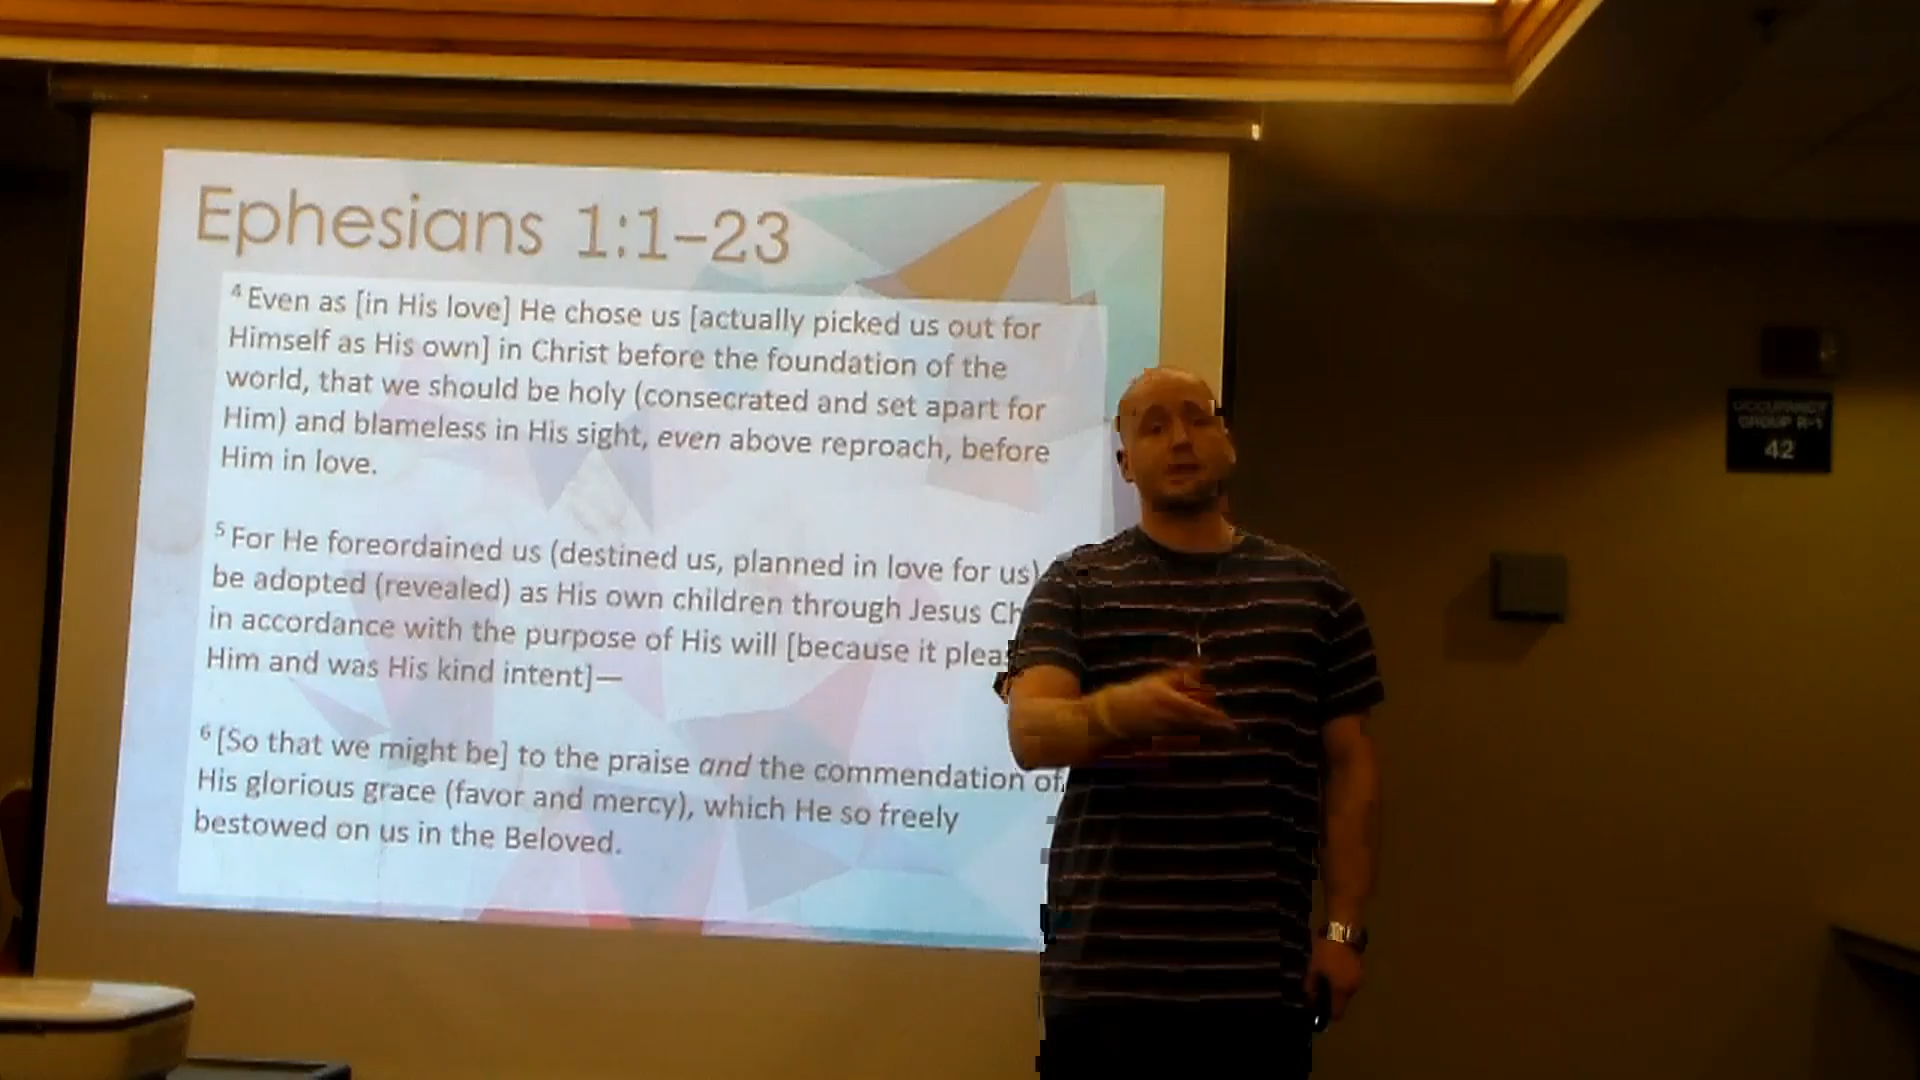 Ephesians 1:1–23
4 Even as [in His love] He chose us [actually picked us out for
Himself as His own] in Christ before the foundation of the
world, that we should be holy (consecrated and set apart for
Him) and blameless in His sight, even above reproach, before
Him in love.
5 For He foreordained us (destined us, planned in love for us)
be adopted (revealed) as His own children through Jesus Ch
in accordance with the purpose of His will [because it pleas
Him and was His kind intent]—
6 [So that we might be] to the praise and the commendation of
His glorious grace (favor and mercy), which He so freely
bestowed on us in the Beloved.
OCCUPANCY
GROUP R-1
42